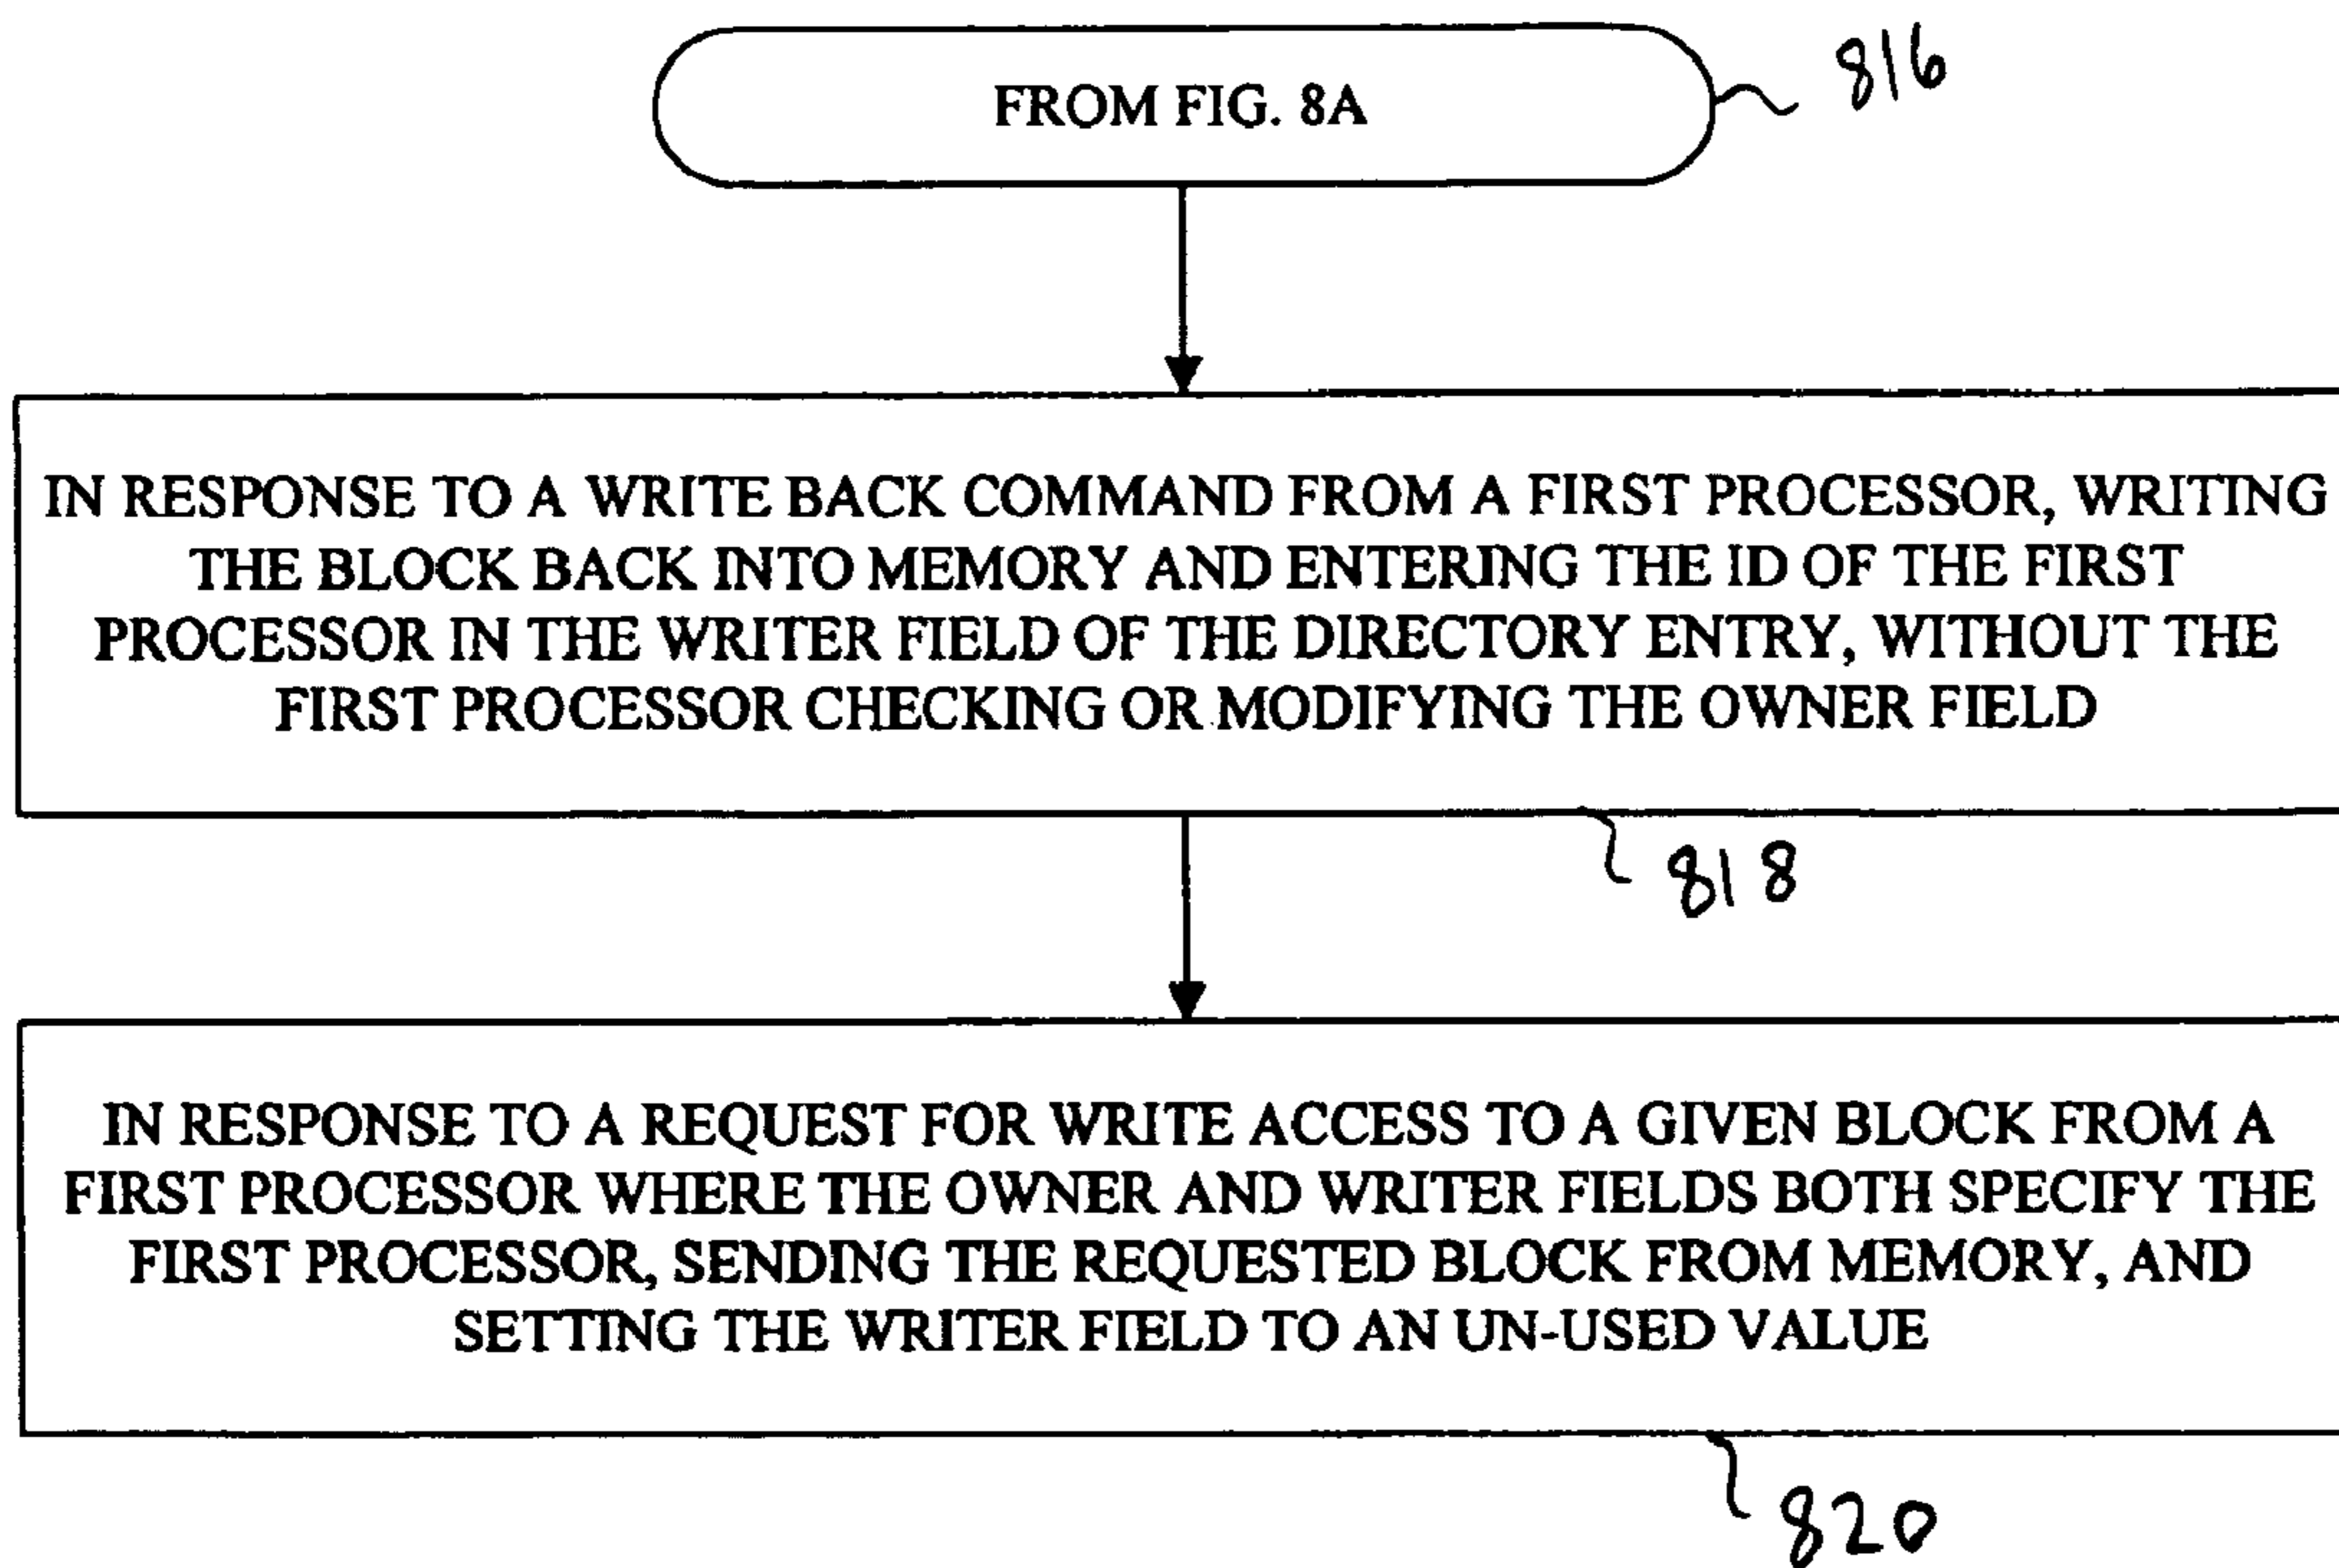 FROM FIG. 8A
816
IN RESPONSE TO A WRITE BACK COMMAND FROM A FIRST PROCESSOR, WRITING
THE BLOCK BACK INTO MEMORY AND ENTERING THE ID OF THE FIRST
PROCESSOR IN THE WRITER FIELD OF THE DIRECTORY ENTRY, WITHOUT THE
FIRST PROCESSOR CHECKING OR MODIFYING THE OWNER FIELD
818
IN RESPONSE TO A REQUEST FOR WRITE ACCESS TO A GIVEN BLOCK FROM A
FIRST PROCESSOR WHERE THE OWNER AND WRITER FIELDS BOTH SPECIFY THE
FIRST PROCESSOR, SENDING THE REQUESTED BLOCK FROM MEMORY, AND
SETTING THE WRITER FIELD TO AN UN-USED VALUE
820